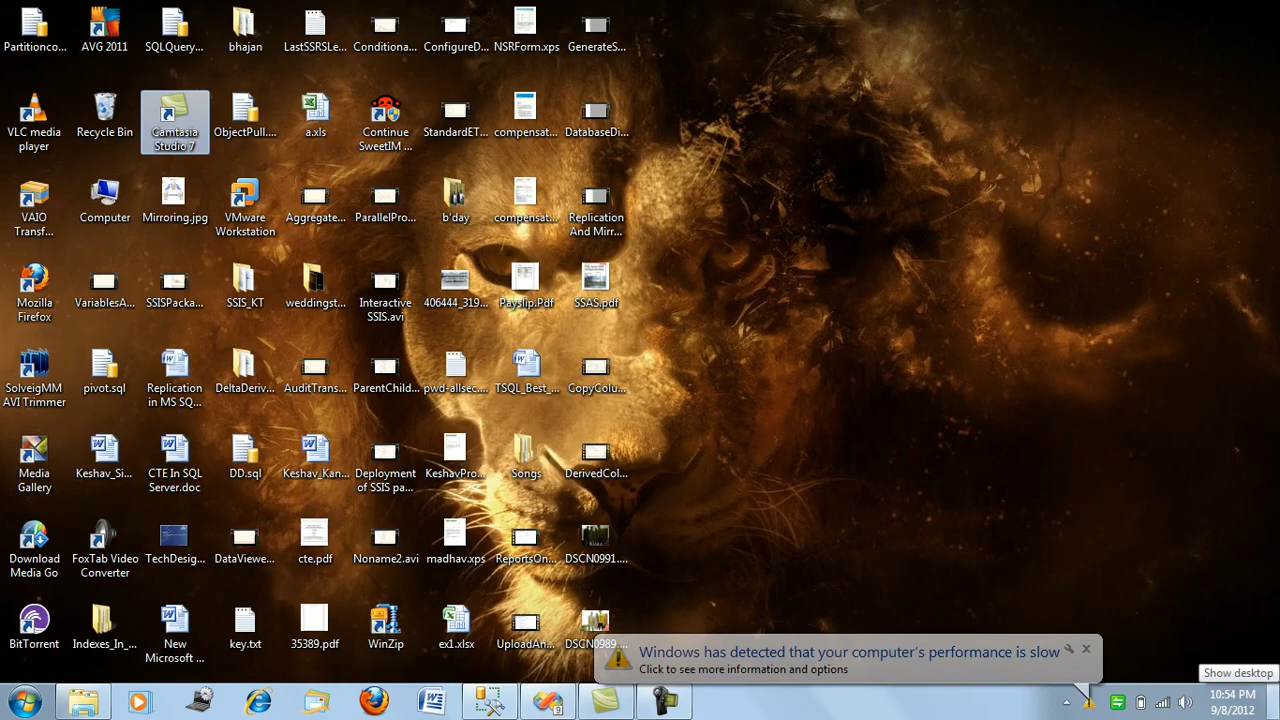 Partitionco...
AVG 2011
SQLQuery...
bhajan
LastSSRSLe...
Conditiona...
ConfigureD...
NSRForm.xps
GenerateS...
VLC media
player
Recycle Bin
Camtasia
Studio 7
ObjectPull....
a.xls
Continue
SweetIM ...
StandardET...
compensat...
DatabaseDi...
VAIO
Transf...
Computer
Mirroring.jpg
VMware
Workstation
Aggregate...
ParallelPro...
b'day
compensat...
Replication
And Mirr...
Mozilla
Firefox
VariablesA...
SSISPacka...
SSIS_KT
weddingst...
Interactive
SSIS.avi
406444_319...
Payslip.Pdf
SSAS.pdf
SolveigMM
AVI Trimmer
pivot.sql
Replication
in MS SQ...
DeltaDeriv...
AuditTrans...
ParentChild...
pwd-allsec....
TSQL_Best_...
CopyColu...
Media
Gallery
Keshav_Si...
CTE In SQL
Server.doc
DD.sql
Keshav_Kan...
Deployment
of SSIS pa...
KeshavPro...
Songs
DerivedCol...
Download
Media Go
FoxTab Video
Converter
TechDesig...
DataViewe...
cte.pdf
Noname2.avi
madhav.xps
ReportsOn...
DSCN0991....
BitTorrent
Indexes_In_...
New
Microsoft ...
key.txt
35389.pdf
WinZip
ex1.xlsx
UploadAn...
DSCN0989....
Windows has detected that your computer's performance is slow
Click to see more information and options
Show desktop
9
10:54 PM
9/8/2012